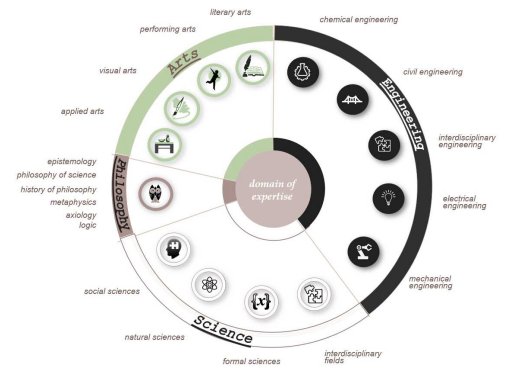 literary arts
performing arts
visual arts
applied arts
Arts
chemical engineering
civil engineering
interdisciplinary
engineering
electrical
engineering
mechanical
engineering
Engineering
epistemology
philosophy of science
history of philosophy
metaphysics
axiology
logic
Philosophy
domain of
expertise
{x}
social sciences
natural sciences
formal sciences
interdisciplinary
fields
Science